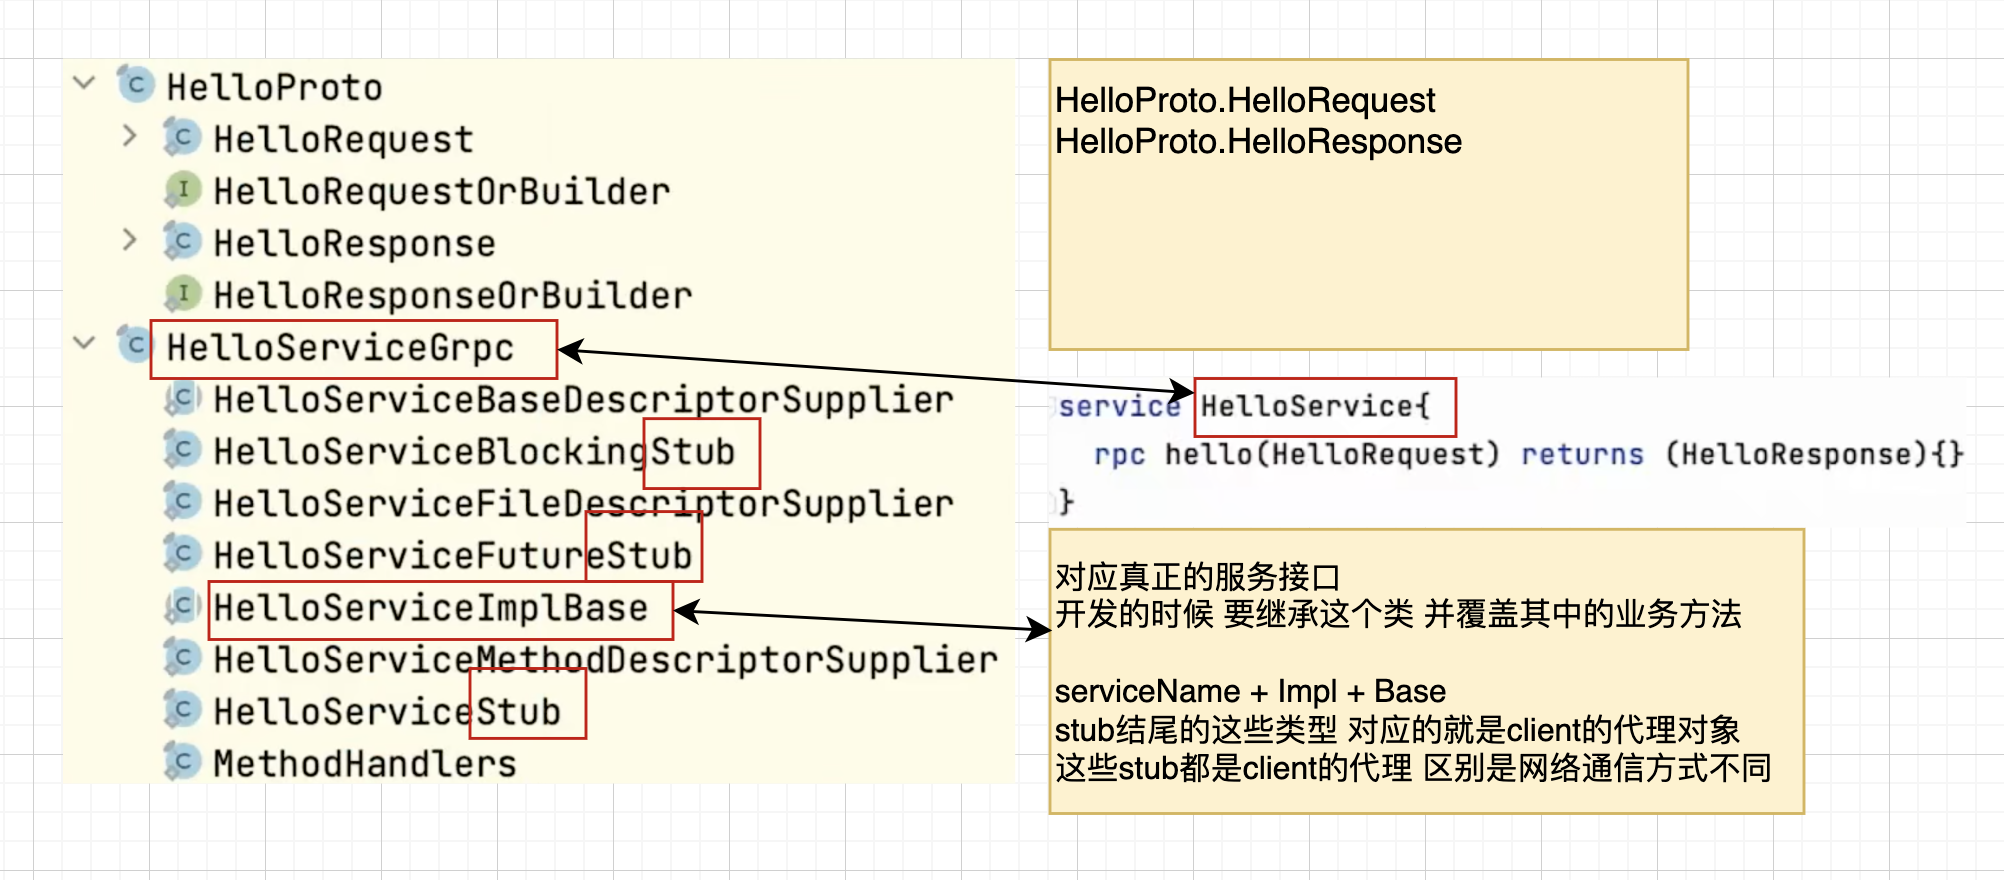 HelloProto
HelloRequest
HelloRequestOrBuilder
HelloResponse
HelloResponseOrBuilder
HelloServiceGrpc
HelloServiceBaseDescriptorSupplier
HelloServiceBlockingStub
HelloServiceFileDescriptorSupplier
HelloServiceFutureStub
HelloServiceImplBase
HelloServiceMethodDescriptorSupplier
HelloServiceStub
MethodHandlers
HelloProto.HelloRequest
HelloProto.HelloResponse
service HelloService{
rpc hello(HelloRequest) returns (HelloResponse){}
}
对应真正的服务接口
开发的时候 要继承这个类 并覆盖其中的业务方法
serviceName + Impl + Base
stub结尾的这些类型 对应的就是client的代理对象
这些stub都是client的代理 区别是网络通信方式不同